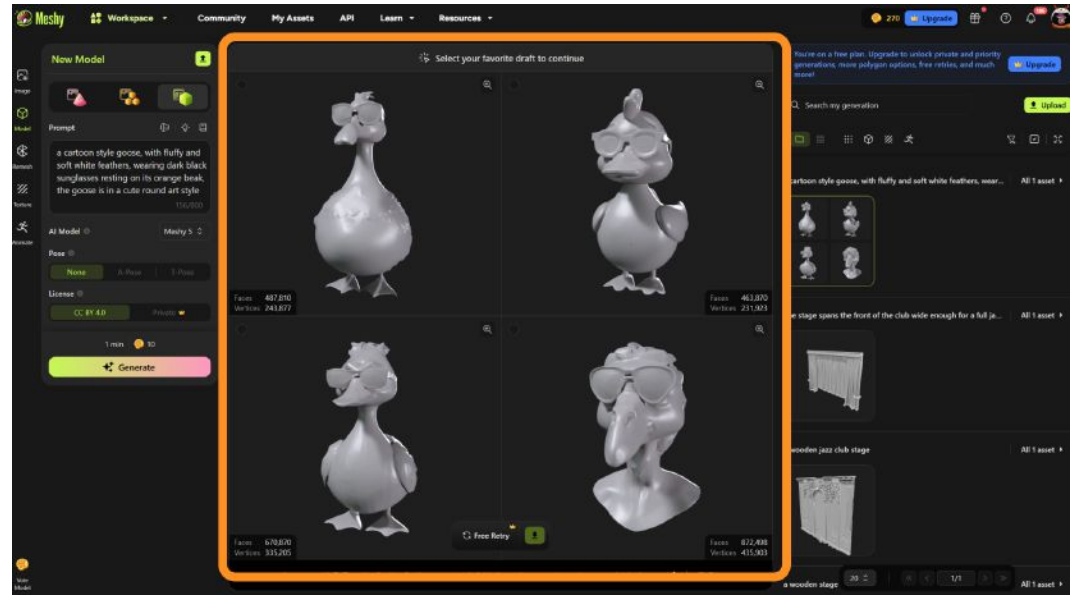 Meshy
Workspace
Community
My Assets
API
Learn
Resources
270
Upgrade
New Model
Image
Model
Remesh
Texture
Animate
Prompt
a cartoon style goose, with fluffy and
soft white feathers, wearing dark black
sunglasses resting on its orange beak,
the goose is in a cute round art style
156/800
AI Model
Meshy 5
Pose
None
A-Pose
T-Pose
License
CC BY 4.0
Private
1 min
10
Generate
Select your favorite draft to continue
Faces 487,810
Vertices 243,877
Faces 463,870
Vertices 231,923
Faces 670,870
Vertices 335,205
Faces 872,498
Vertices 435,903
Free Retry
You're on a free plan. Upgrade to unlock private and priority
generations, more polygon options, free retries, and much
more!
Upgrade
Search my generation
Upload
cartoon style goose, with fluffy and soft white feathers, wear...
All 1 asset
e stage spans the front of the club wide enough for a full ja...
All 1 asset
wooden jazz club stage
All 1 asset
a wooden stage
20
1/1
All 1 asset